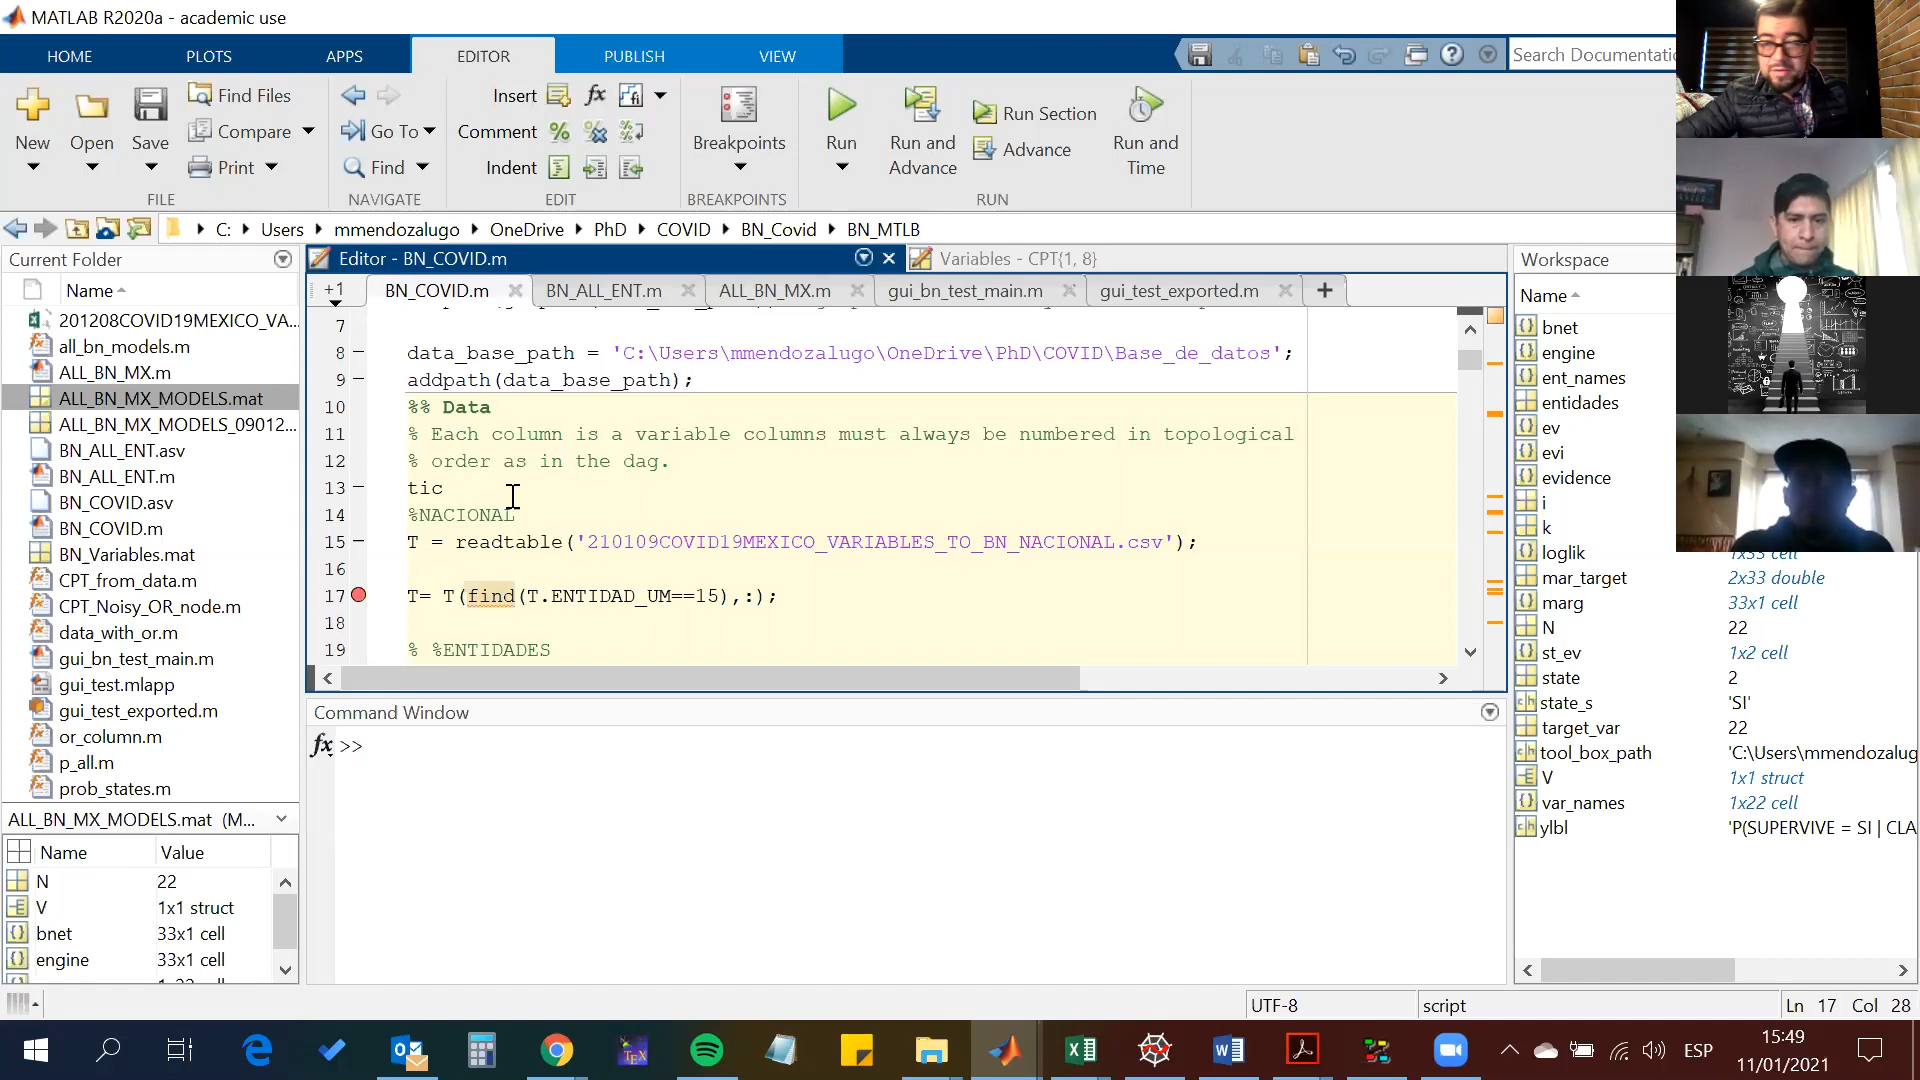 MATLAB R2020a - academic use
HOME PLOTS APPS EDITOR PUBLISH VIEW
Search Documentatio
New Open Save
Find Files
Compare
Print
FILE
Go To
Find
NAVIGATE
Insert
Comment
Indent
EDIT
Breakpoints
BREAKPOINTS
Run
Run and Advance
Run Section
Advance
Run and Time
RUN
C: Users mmendozalugo OneDrive PhD COVID BN_Covid BN_MTLB
Current Folder
Name
201208COVID19MEXICO_VA...
all_bn_models.m
ALL_BN_MX.m
ALL_BN_MX_MODELS.mat
ALL_BN_MX_MODELS_09012...
BN_ALL_ENT.asv
BN_ALL_ENT.m
BN_COVID.asv
BN_COVID.m
BN_Variables.mat
CPT_from_data.m
CPT_Noisy_OR_node.m
data_with_or.m
gui_bn_test_main.m
gui_test.mlapp
gui_test_exported.m
or_column.m
p_all.m
prob_states.m
ALL_BN_MX_MODELS.mat (M...
Name Value
N 22
V 1x1 struct
bnet 33x1 cell
engine 33x1 cell
Editor - BN_COVID.m
Variables - CPT{1, 8}
+1 BN_COVID.m BN_ALL_ENT.m ALL_BN_MX.m gui_bn_test_main.m gui_test_exported.m +
7
8 data_base_path = 'C:\Users\mmendozalugo\OneDrive\PhD\COVID\Base_de_datos';
9 addpath(data_base_path);
10 %% Data
11 % Each column is a variable columns must always be numbered in topological
12 % order as in the dag.
13 tic
14 %NACIONAL
15 T = readtable('210109COVID19MEXICO_VARIABLES_TO_BN_NACIONAL.csv');
16
17 T= T(find(T.ENTIDAD_UM==15),:);
18
19 % %ENTIDADES
Command Window
fx >>
Workspace
Name
bnet
engine
ent_names
entidades
ev
evi
evidence
i
k
loglik 1x33 cell
mar_target 2x33 double
marg 33x1 cell
N 22
st_ev 1x2 cell
state 2
state_s 'SI'
target_var 22
tool_box_path 'C:\Users\mmendozalug
V 1x1 struct
var_names 1x22 cell
ylbl 'P(SUPERVIVE = SI | CLA
UTF-8 script Ln 17 Col 28
ESP
15:49
11/01/2021